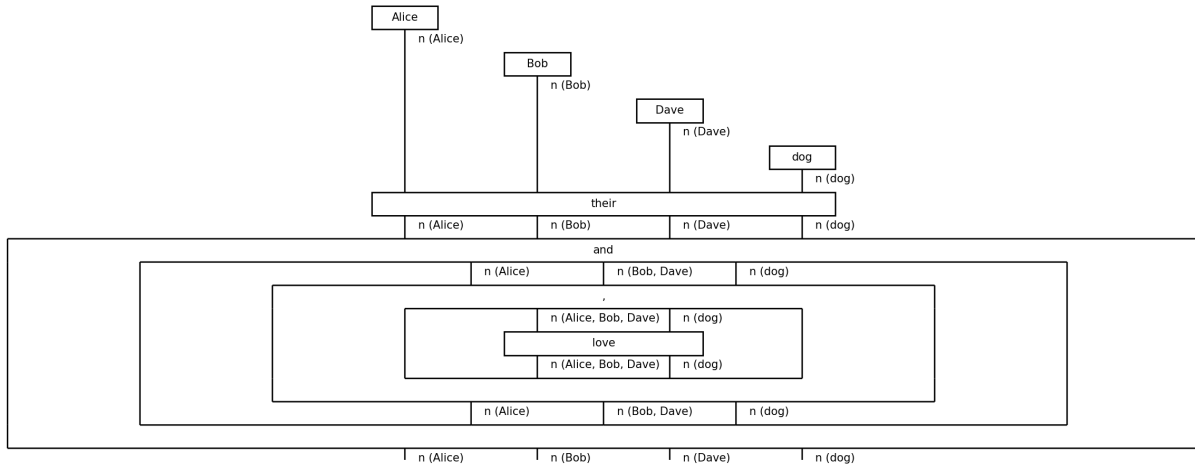 Alice
n (Alice)
Bob
n (Bob)
Dave
n (Dave)
dog
n (dog)
their
n (Alice) n (Bob) n (Dave) n (dog)
and
n (Alice) n (Bob, Dave) n (dog)
,
n (Alice, Bob, Dave) n (dog)
love
n (Alice, Bob, Dave) n (dog)
n (Alice) n (Bob, Dave) n (dog)
n (Alice) n (Bob) n (Dave) n (dog)